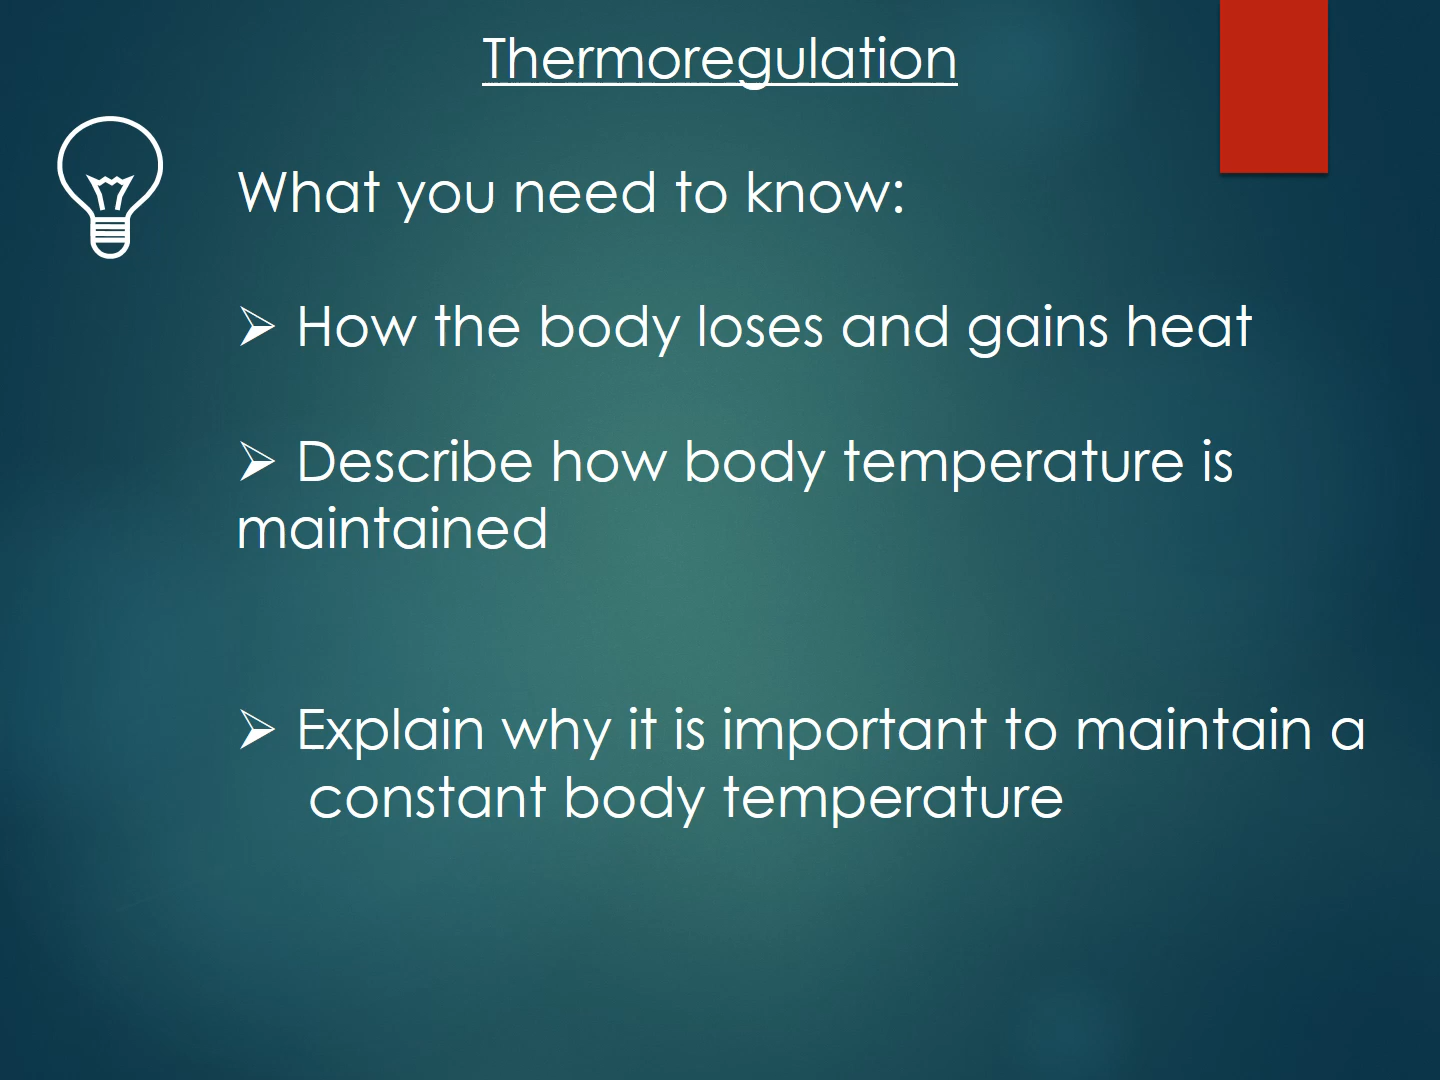 Thermoregulation
What you need to know:
➢ How the body loses and gains heat
➢ Describe how body temperature is
maintained
➢ Explain why it is important to maintain a
constant body temperature